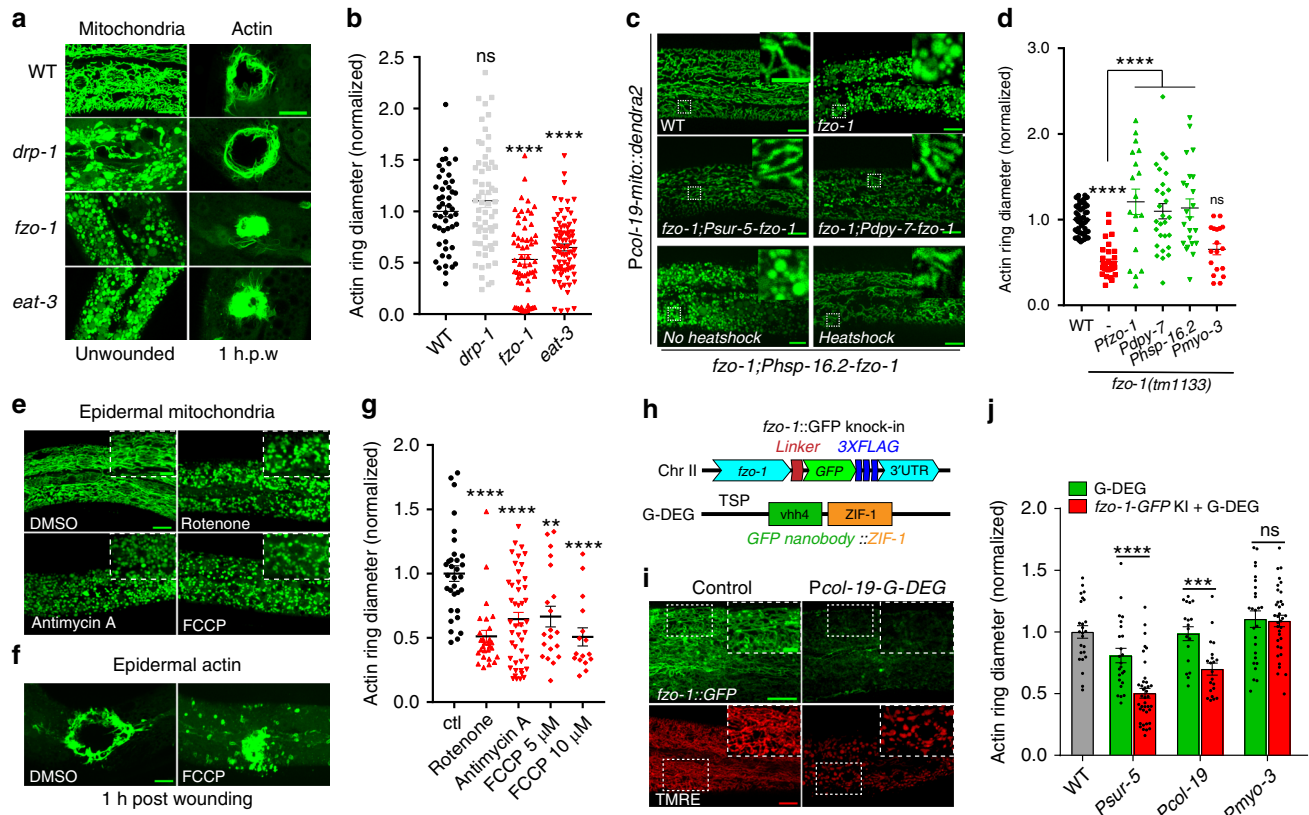 a
Mitochondria Actin
WT
drp-1
fzo-1
eat-3
Unwounded 1 h.p.w
b
Actin ring diameter (normalized)
2.5
2.0
1.5
1.0
0.5
0.0
ns
****
****
WT
drp-1
fzo-1
eat-3
c
Pcol-19-mito::dendra2
WT
fzo-1
fzo-1;Psur-5-fzo-1
fzo-1;Pdpy-7-fzo-1
No heatshock
Heatshock
fzo-1;Phsp-16.2-fzo-1
d
Actin ring diameter (normalized)
3.0
2.0
1.0
0.0
****
****
ns
WT
-
Pfzo-1
Pdpy-7
Phsp-16.2
Pmyo-3
fzo-1(tm1133)
e
Epidermal mitochondria
DMSO
Rotenone
Antimycin A
FCCP
f
Epidermal actin
DMSO
FCCP
1 h post wounding
g
Actin ring diameter (normalized)
2.0
1.5
1.0
0.5
0.0
****
****
**
****
ctl
Rotenone
Antimycin A
FCCP 5 μM
FCCP 10 μM
h
fzo-1::GFP knock-in
Linker 3XFLAG
Chr II
fzo-1
GFP
3′UTR
TSP
G-DEG
vhh4
ZIF-1
GFP nanobody ::ZIF-1
i
Control Pcol-19-G-DEG
fzo-1::GFP
TMRE
j
G-DEG
fzo-1-GFP KI + G-DEG
Actin ring diameter (normalized)
2.0
1.5
1.0
0.5
0.0
****
***
ns
WT
Psur-5
Pcol-19
Pmyo-3